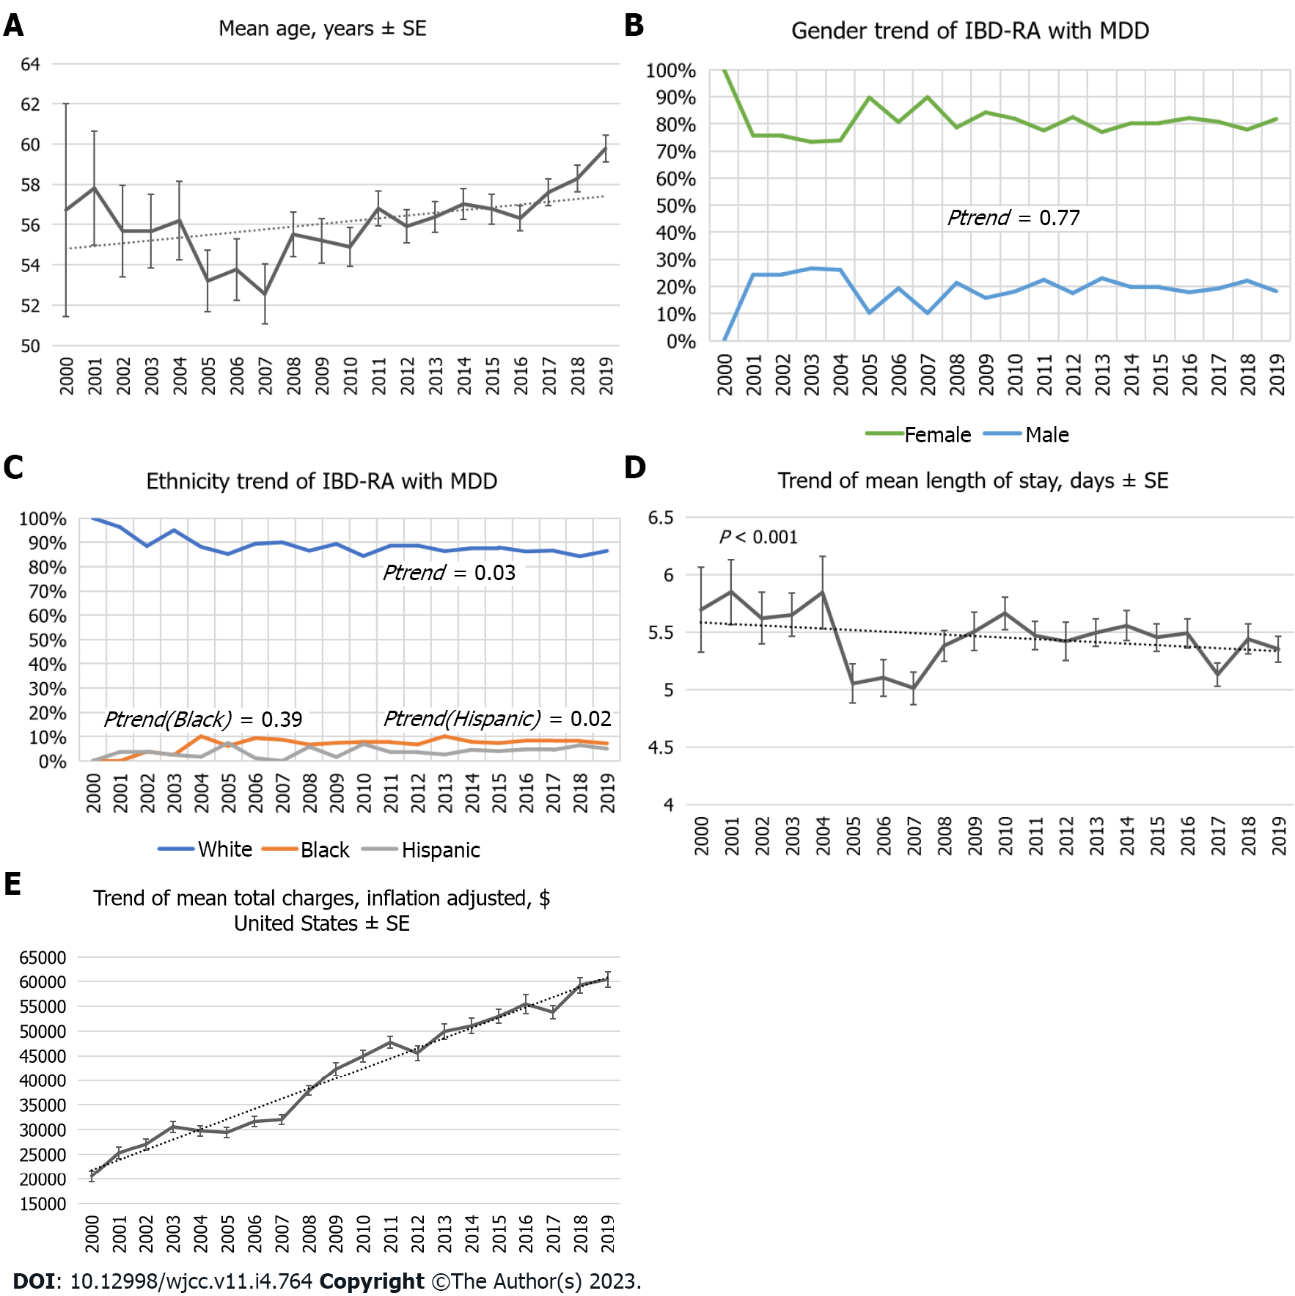 A
Mean age, years ± SE
64
62
60
58
56
54
52
50
2000 2001 2002 2003 2004 2005 2006 2007 2008 2009 2010 2011 2012 2013 2014 2015 2016 2017 2018 2019
B
Gender trend of IBD-RA with MDD
100%
90%
80%
70%
60%
50%
40%
30%
20%
10%
0%
Ptrend = 0.77
2000 2001 2002 2003 2004 2005 2006 2007 2008 2009 2010 2011 2012 2013 2014 2015 2016 2017 2018 2019
Female Male
C
Ethnicity trend of IBD-RA with MDD
100%
90%
80%
70%
60%
50%
40%
30%
20%
10%
0%
Ptrend = 0.03
Ptrend(Black) = 0.39 Ptrend(Hispanic) = 0.02
2000 2001 2002 2003 2004 2005 2006 2007 2008 2009 2010 2011 2012 2013 2014 2015 2016 2017 2018 2019
White Black Hispanic
D
Trend of mean length of stay, days ± SE
6.5
6
5.5
5
4.5
4
P < 0.001
2000 2001 2002 2003 2004 2005 2006 2007 2008 2009 2010 2011 2012 2013 2014 2015 2016 2017 2018 2019
E
Trend of mean total charges, inflation adjusted, $
United States ± SE
65000
60000
55000
50000
45000
40000
35000
30000
25000
20000
15000
2000 2001 2002 2003 2004 2005 2006 2007 2008 2009 2010 2011 2012 2013 2014 2015 2016 2017 2018 2019
DOI: 10.12998/wjcc.v11.i4.764 Copyright ©The Author(s) 2023.